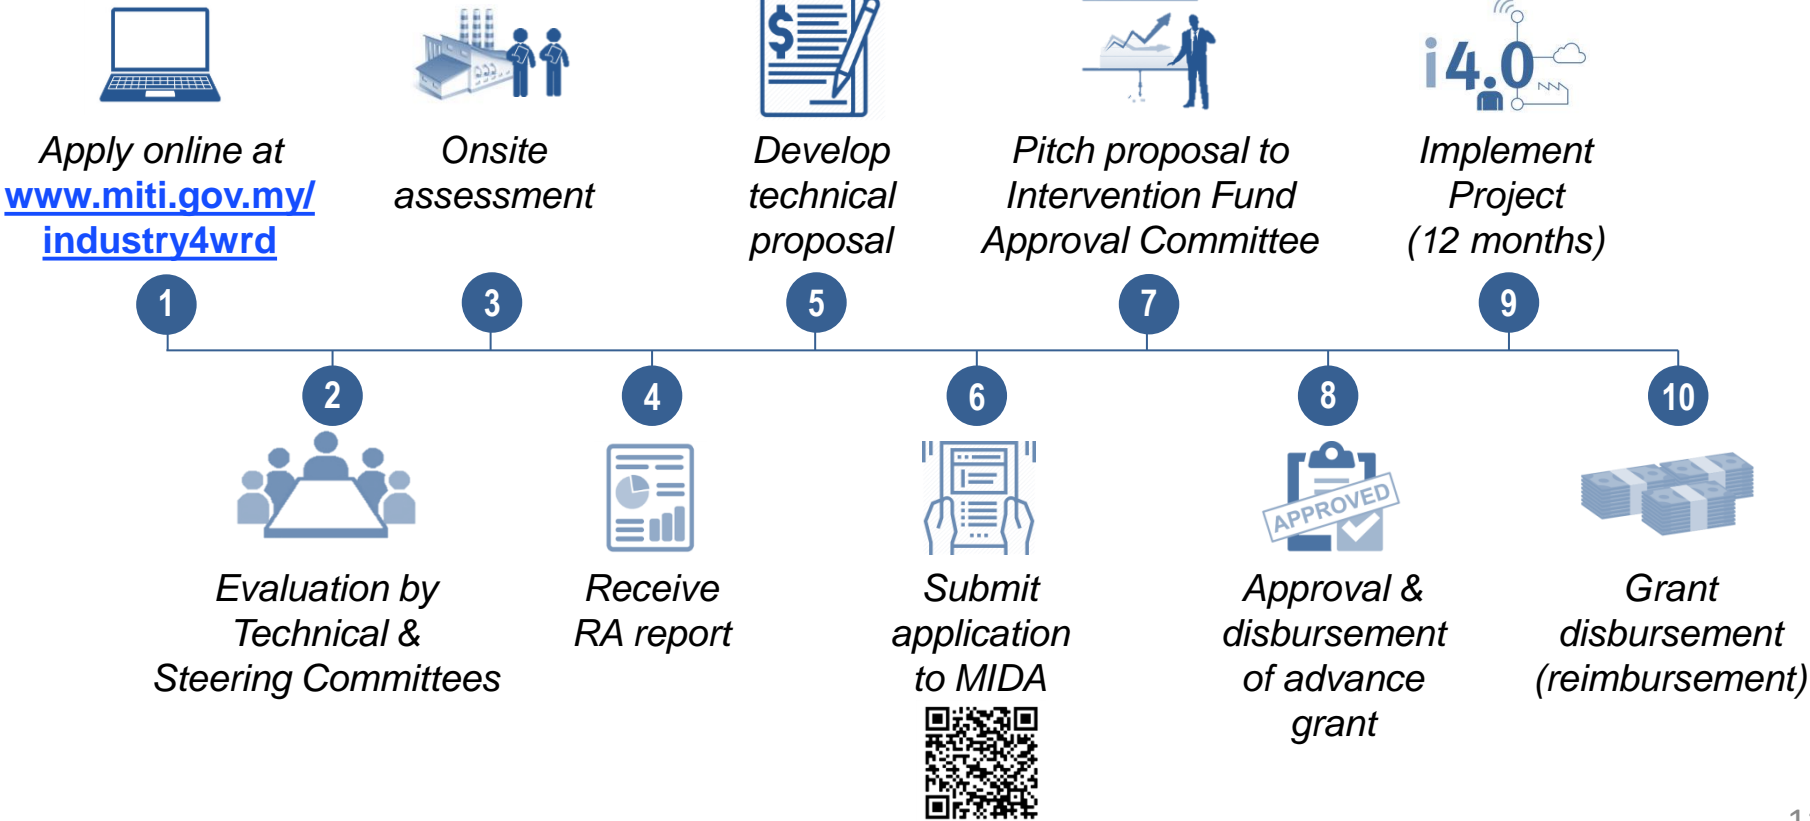 i4.0
Apply online at
www.miti.gov.my/
industry4wrd
Onsite
assessment
$
Develop
technical
proposal
Pitch proposal to
Intervention Fund
Approval Committee
Implement
Project
(12 months)
1
3
5
7
9
2
4
6
8
10
APPROVED
Evaluation by
Technical &
Steering Committees
Receive
RA report
Submit
application
to MIDA
Approval &
disbursement
of advance
grant
Grant
disbursement
(reimbursement)